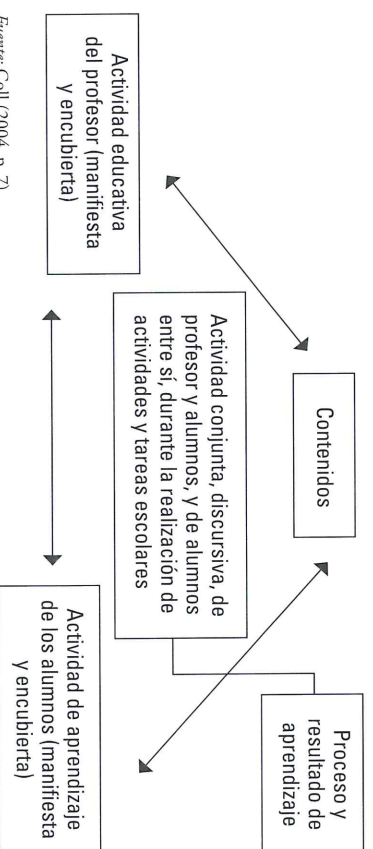 Contenidos
Proceso y
resultado de
aprendizaje
Actividad conjunta, discursiva, de
profesor y alumnos, y de alumnos
entre sí, durante la realización de
actividades y tareas escolares
Actividad educativa
del profesor (manifiesta
y encubierta)
Actividad de aprendizaje
de los alumnos (manifiesta
y encubierta)
Fuente: Coll (2004, p. 7)